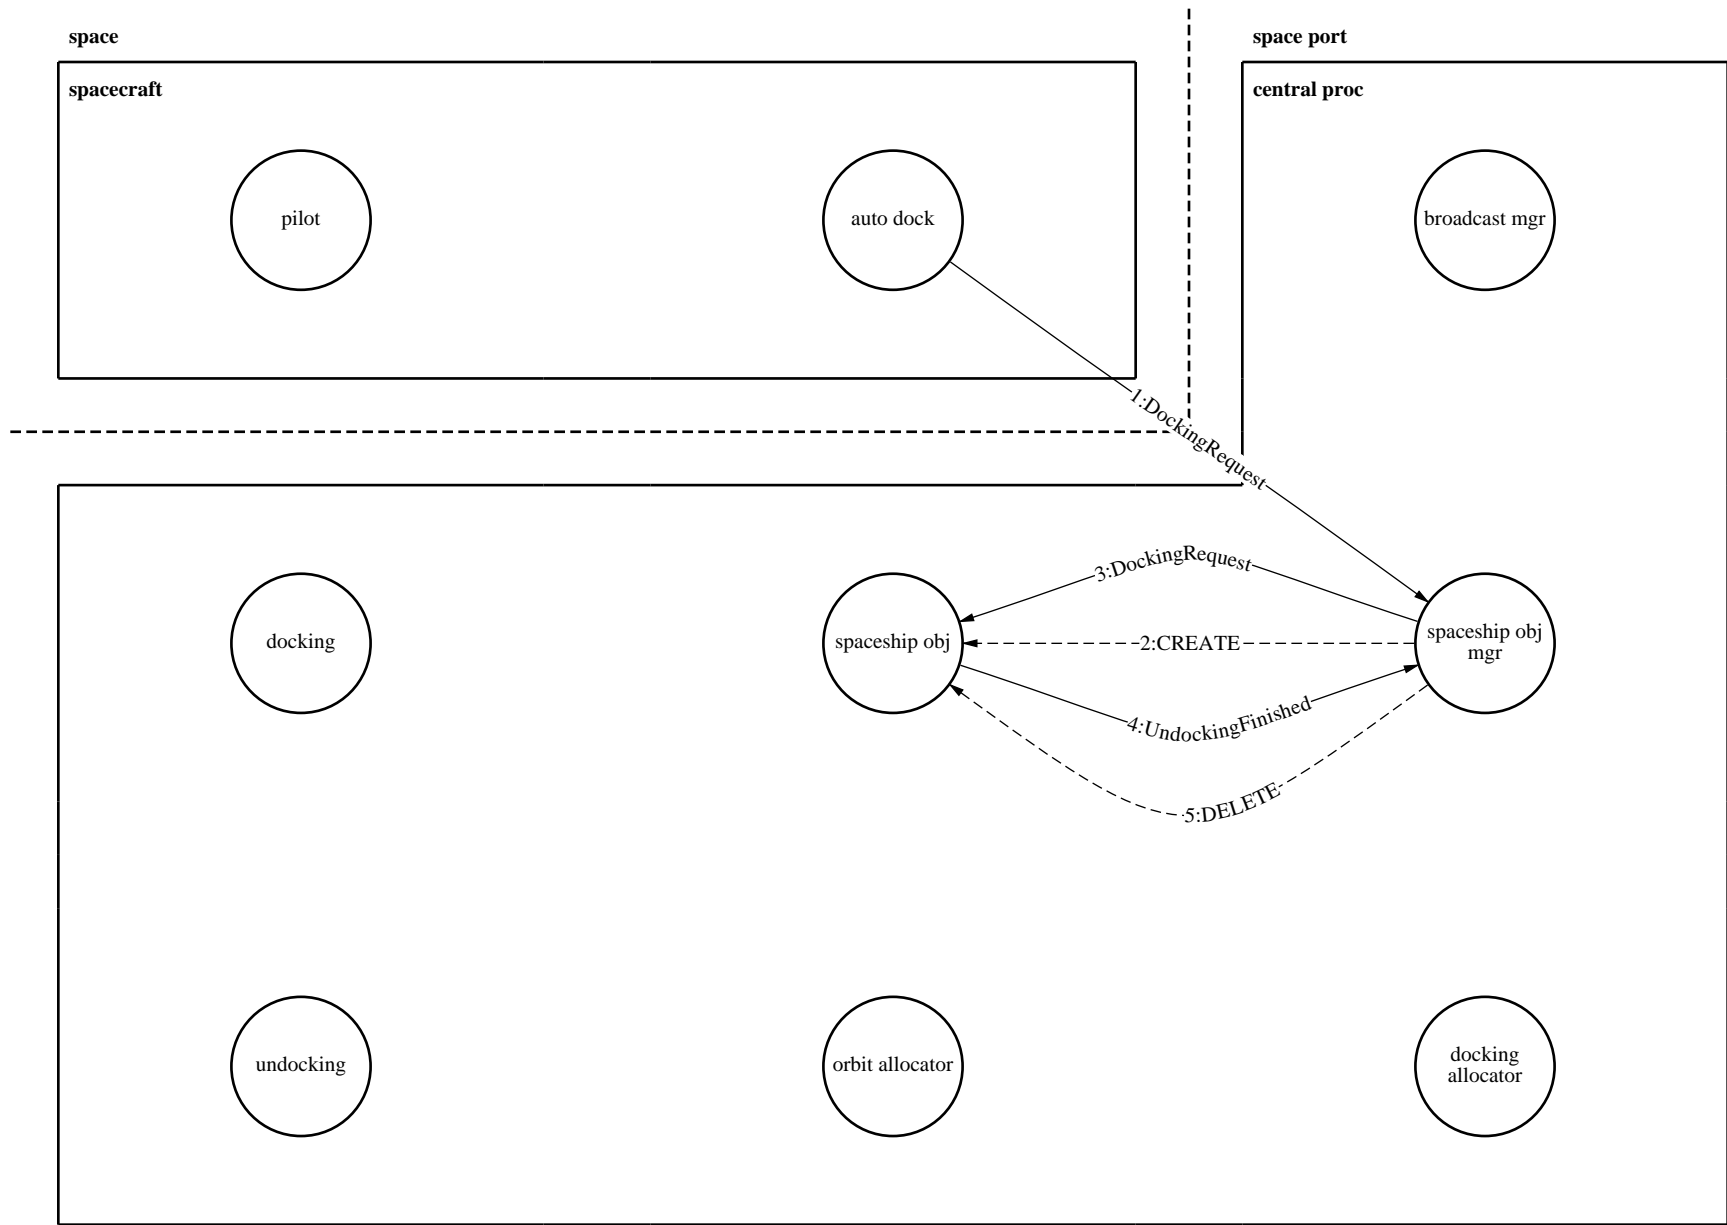 space
space port
spacecraft
central proc
pilot
auto dock
broadcast mgr
1:DockingRequest
3:DockingRequest
docking
spaceship obj
2:CREATE
spaceship obj
mgr
4:UndockingFinished
5:DELETE
undocking
orbit allocator
docking
allocator